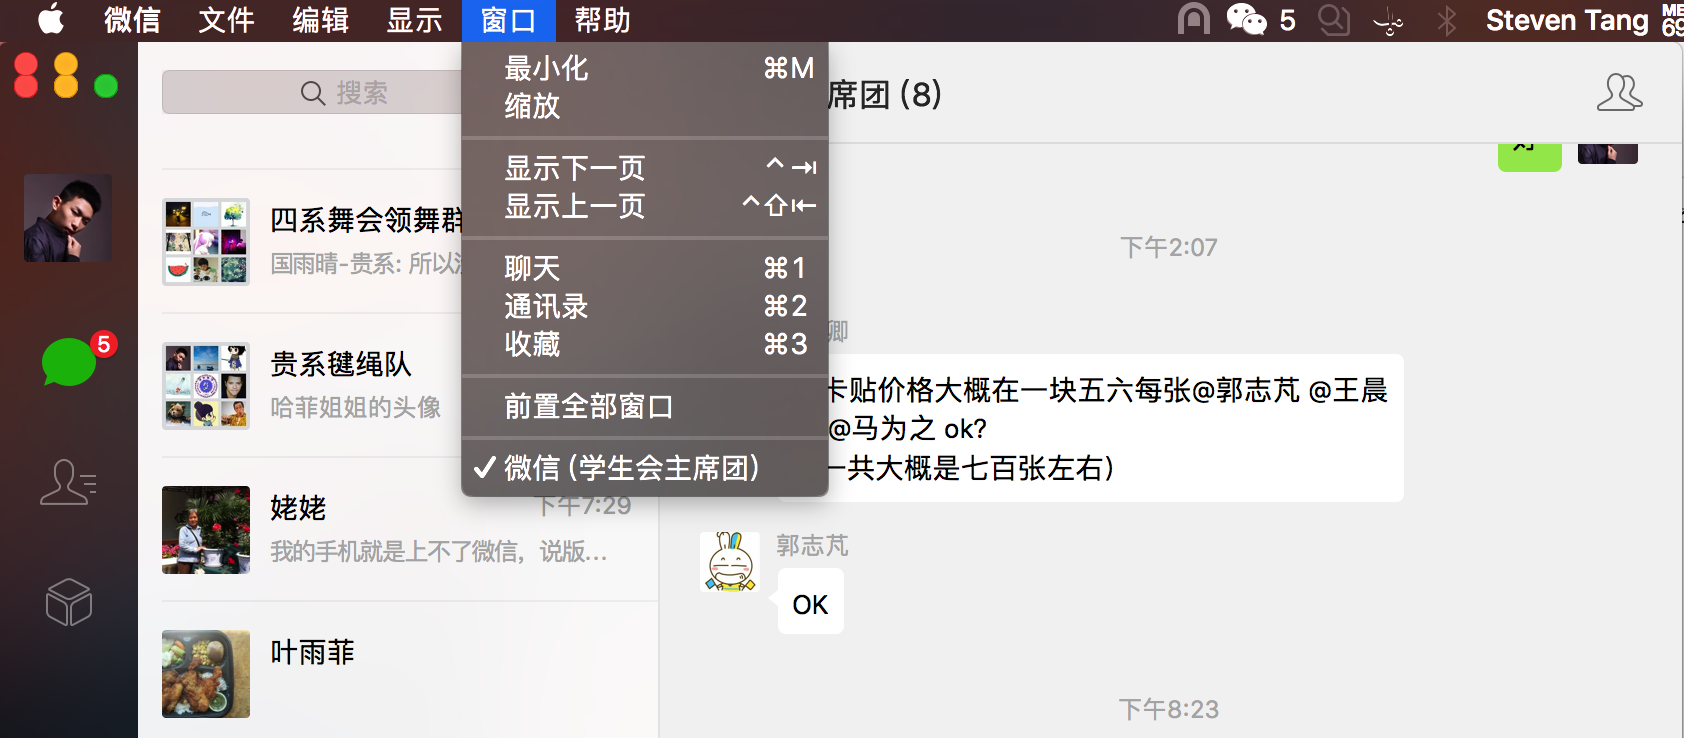 微信 文件 编辑 显示 窗口 帮助 5 Steven Tang
搜索
四系舞会领舞群
国雨晴-贵系: 所以
贵系毽绳队
哈菲姐姐的头像
姥姥
下午7:29
我的手机就是上不了微信，说版...
叶雨菲
5
最小化 ⌘M
缩放
显示下一页 ^⇥
显示上一页 ^⇧⇤
聊天 ⌘1
通讯录 ⌘2
收藏 ⌘3
前置全部窗口
✓ 微信 (学生会主席团)
席团 (8)
下午2:07
卿
卡贴价格大概在一块五六每张@郭志芃 @王晨
@马为之 ok?
一共大概是七百张左右)
郭志芃
OK
下午8:23